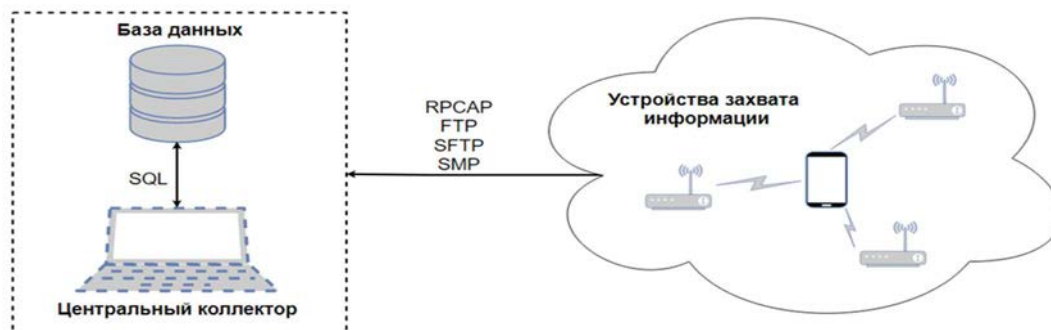 База данных
SQL
Центральный коллектор
RPCAP
FTP
SFTP
SMP
Устройства захвата
информации